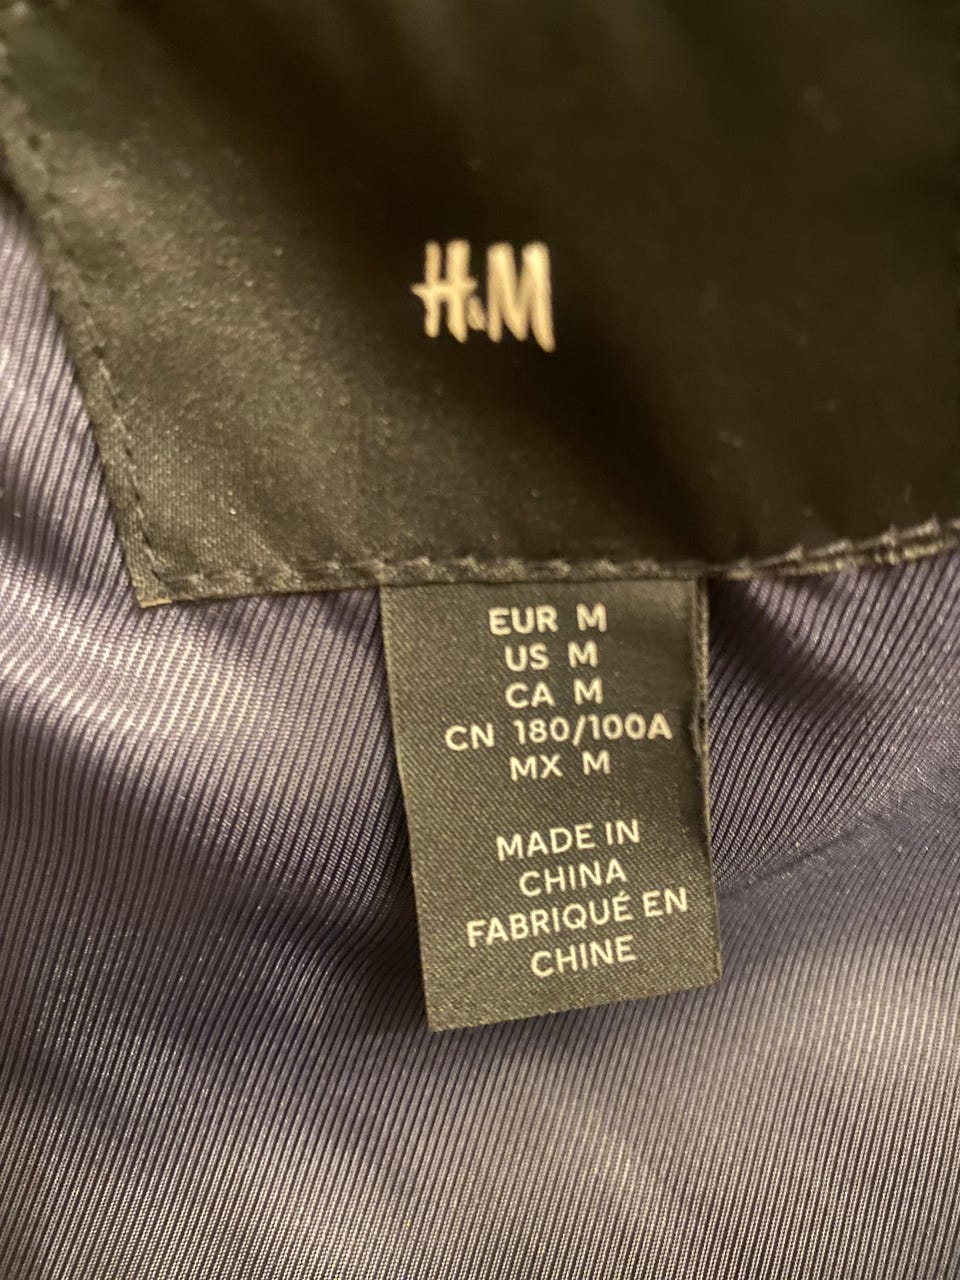 H&M
EUR M
US M
CA M
CN 180/100A
MX M
MADE IN
CHINA
FABRIQUÉ EN
CHINE